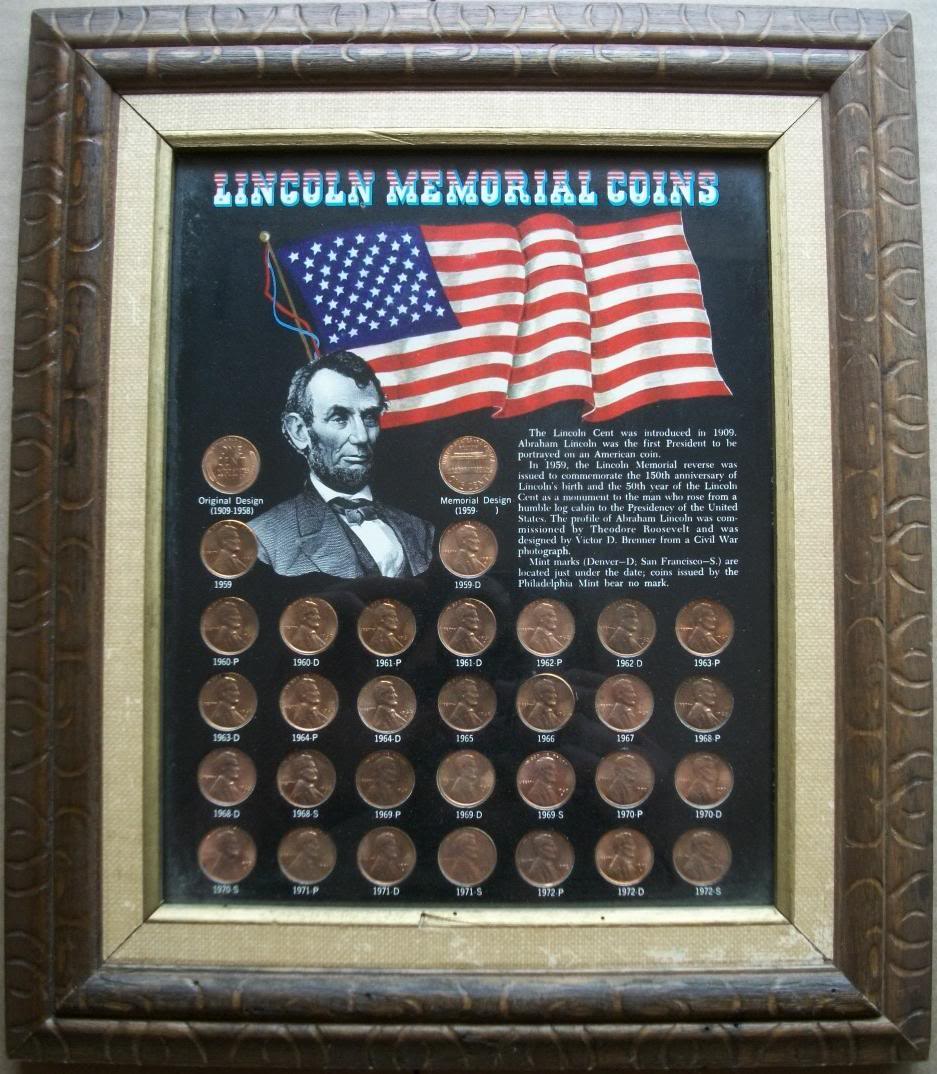 LINCOLN MEMORIAL COINS
The Lincoln Cent was introduced in 1909.
Abraham Lincoln was the first President to be
portrayed on an American coin.
In 1959, the Lincoln Memorial reverse was
issued to commemorate the 150th anniversary of
Lincoln's birth and the 50th year of the Lincoln
Cent as a monument to the man who rose from a
humble log cabin to the Presidency of the United
States. The profile of Abraham Lincoln was com-
missioned by Theodore Roosevelt and was
designed by Victor D. Brenner from a Civil War
photograph.
Mint marks (Denver—D; San Francisco—S.) are
located just under the date; coins issued by the
Philadelphia Mint bear no mark.
Original Design
(1909-1958)
Memorial Design
(1959- )
1959
1959-D
1960-P 1960-D 1961-P 1961-D 1962-P 1962 D 1963-P
1963-D 1964-P 1964-D 1965 1966 1967 1968-P
1968-D 1968-S 1969-P 1969 D 1969 S 1970-P 1970-D
1970-S 1971-P 1971-D 1971-S 1972-P 1972-D 1972-S